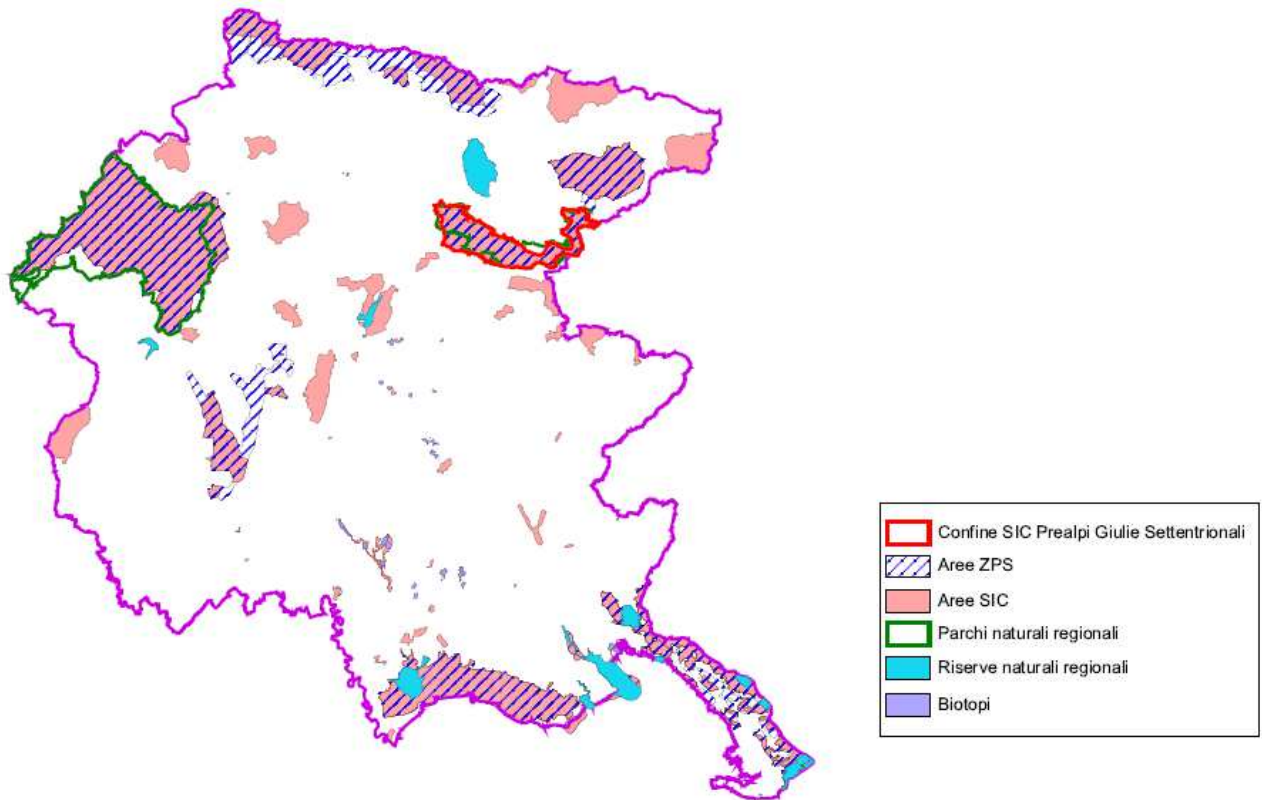 Confine SIC Prealpi Giulie Settentrionali
Aree ZPS
Aree SIC
Parchi naturali regionali
Riserve naturali regionali
Biotopi